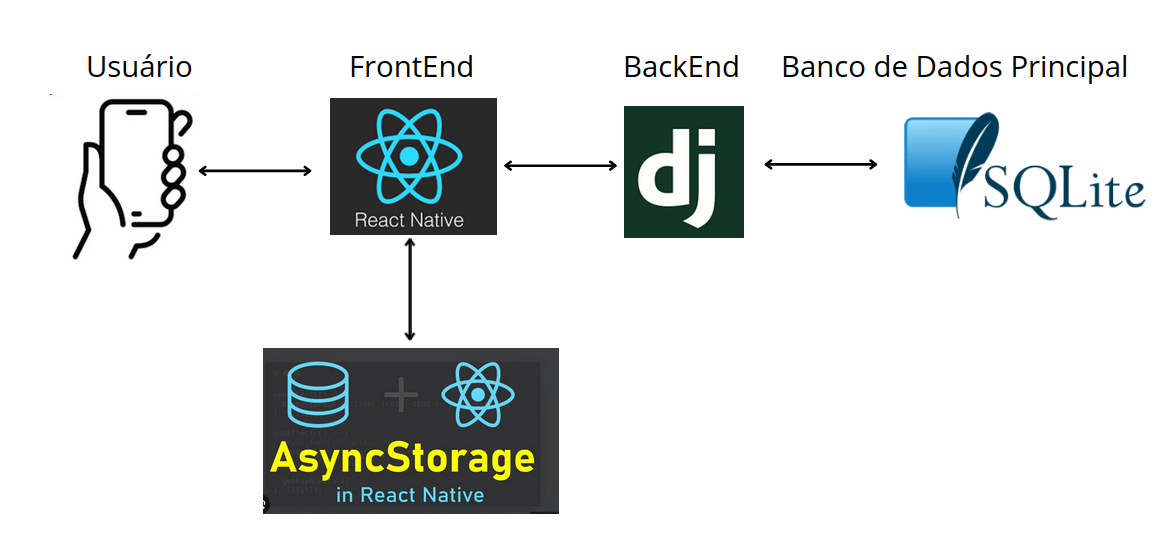 Usuário
FrontEnd
BackEnd
Banco de Dados Principal
React Native
dj
SQLite
AsyncStorage
in React Native